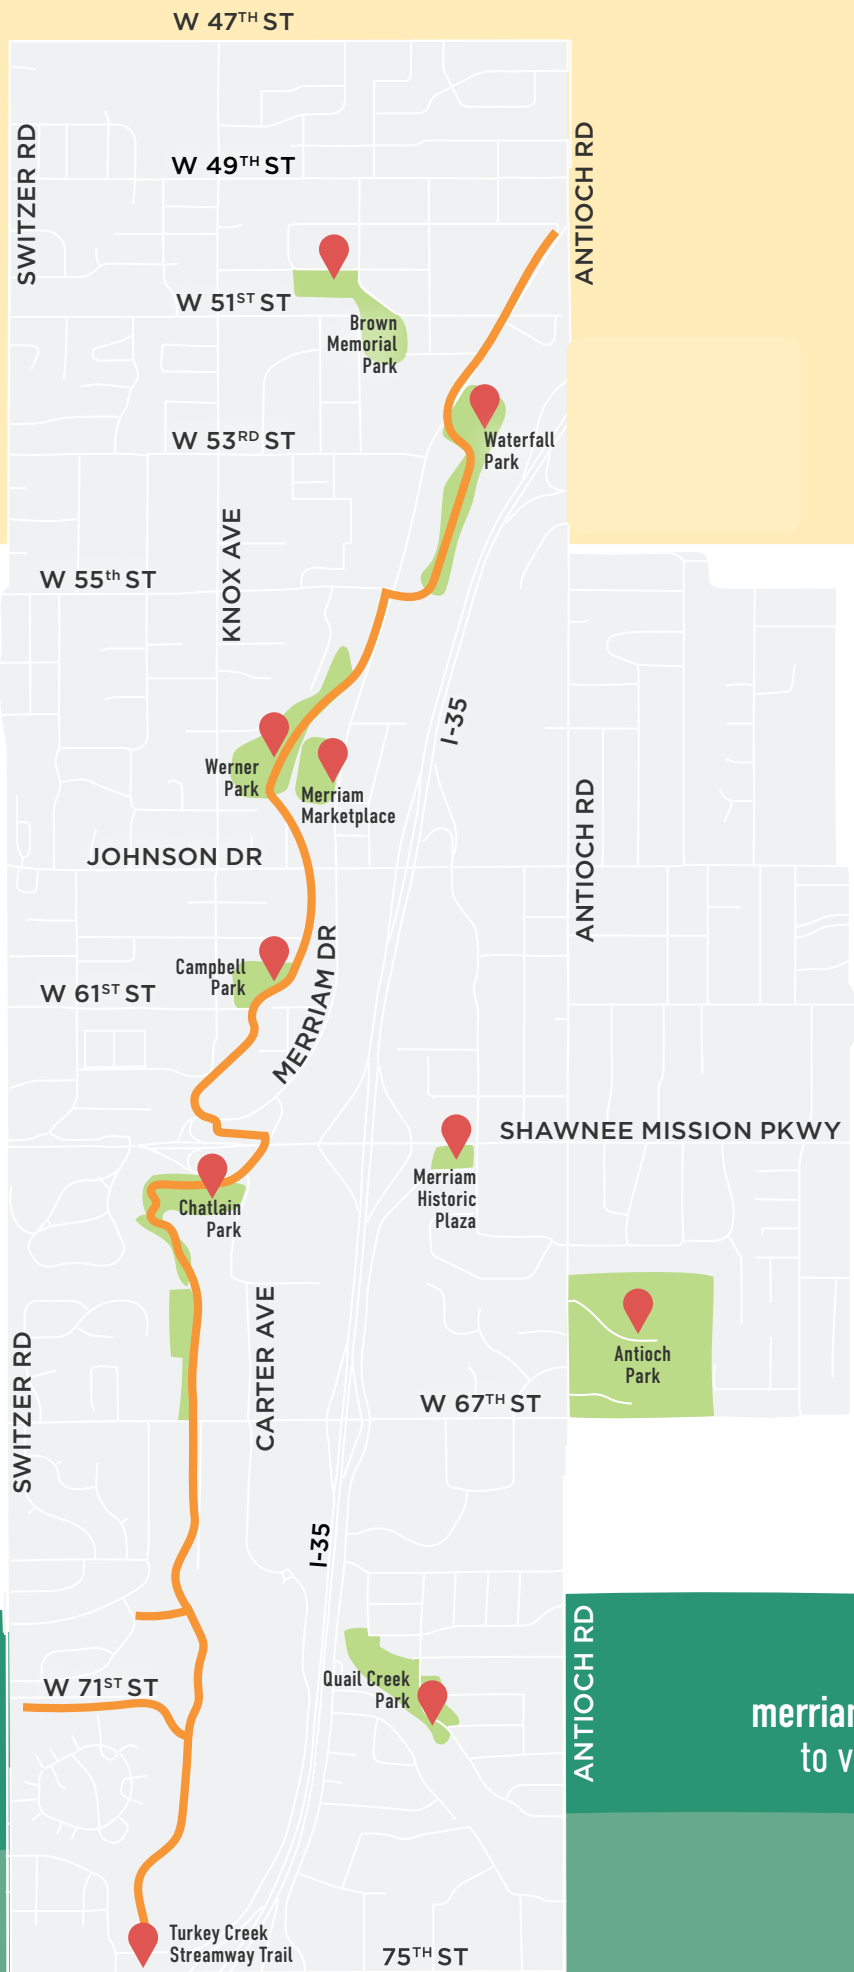 W 47TH ST
SWITZER RD
ANTIOCH RD
W 49TH ST
W 51ST ST
Brown
Memorial
Park
Waterfall
Park
W 53RD ST
KNOX AVE
W 55th ST
I-35
Werner
Park
Merriam
Marketplace
ANTIOCH RD
JOHNSON DR
Campbell
Park
MERRIAM DR
W 61ST ST
SHAWNEE MISSION PKWY
Merriam
Historic
Plaza
Chatlain
Park
CARTER AVE
Antioch
Park
SWITZER RD
W 67TH ST
I-35
ANTIOCH RD
W 71ST ST
Quail Creek
Park
merriam
to v
Turkey Creek
Streamway Trail
75TH ST